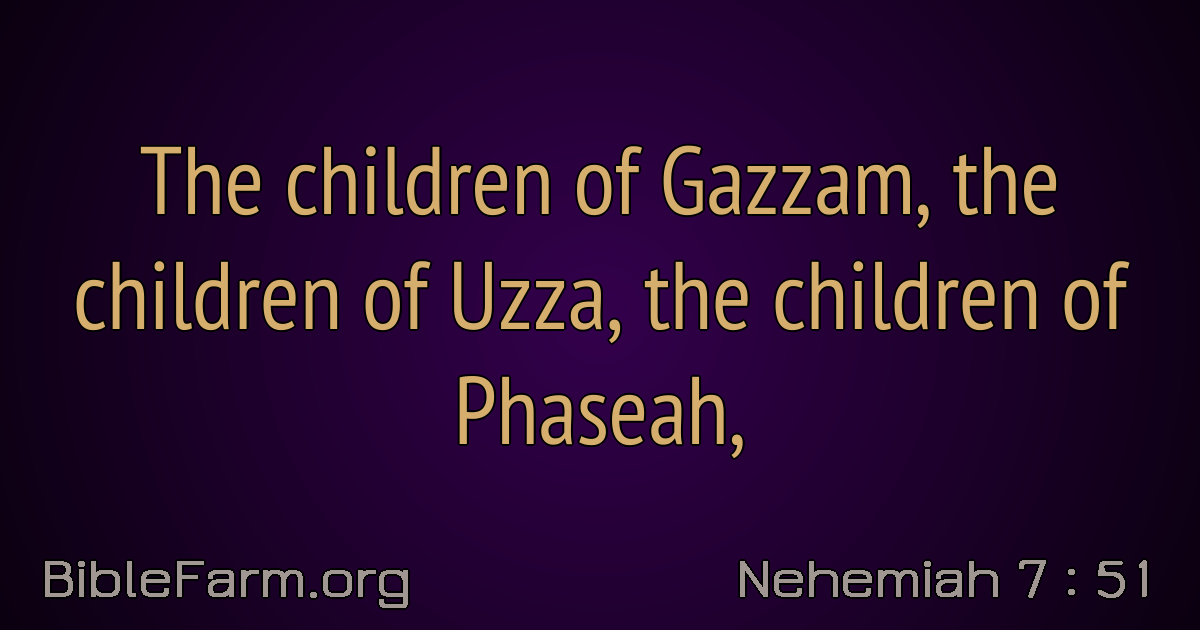 The children of Gazzam, the
children of Uzza, the children of
Phaseah,
BibleFarm.org
Nehemiah 7 : 51